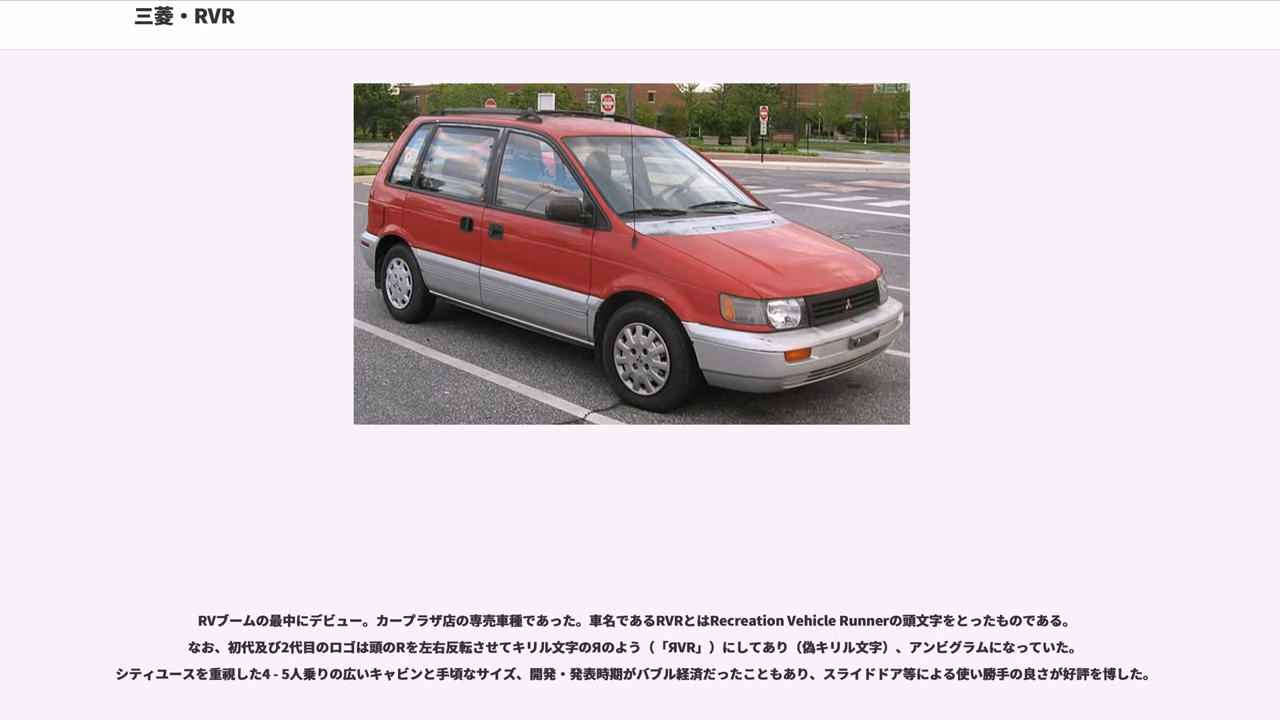 三菱・RVR
RVブームの最中にデビュー。カープラザ店の専売車種であった。車名であるRVRとはRecreation Vehicle Runnerの頭文字をとったものである。
なお、初代及び2代目のロゴは頭のRを左右反転させてキリル文字のЯのよう（「ЯVR」）にしてあり（偽キリル文字）、アンビグラムになっていた。
シティユースを重視した4 - 5人乗りの広いキャビンと手頃なサイズ、開発・発表時期がバブル経済だったこともあり、スライドドア等による使い勝手の良さが好評を博した。